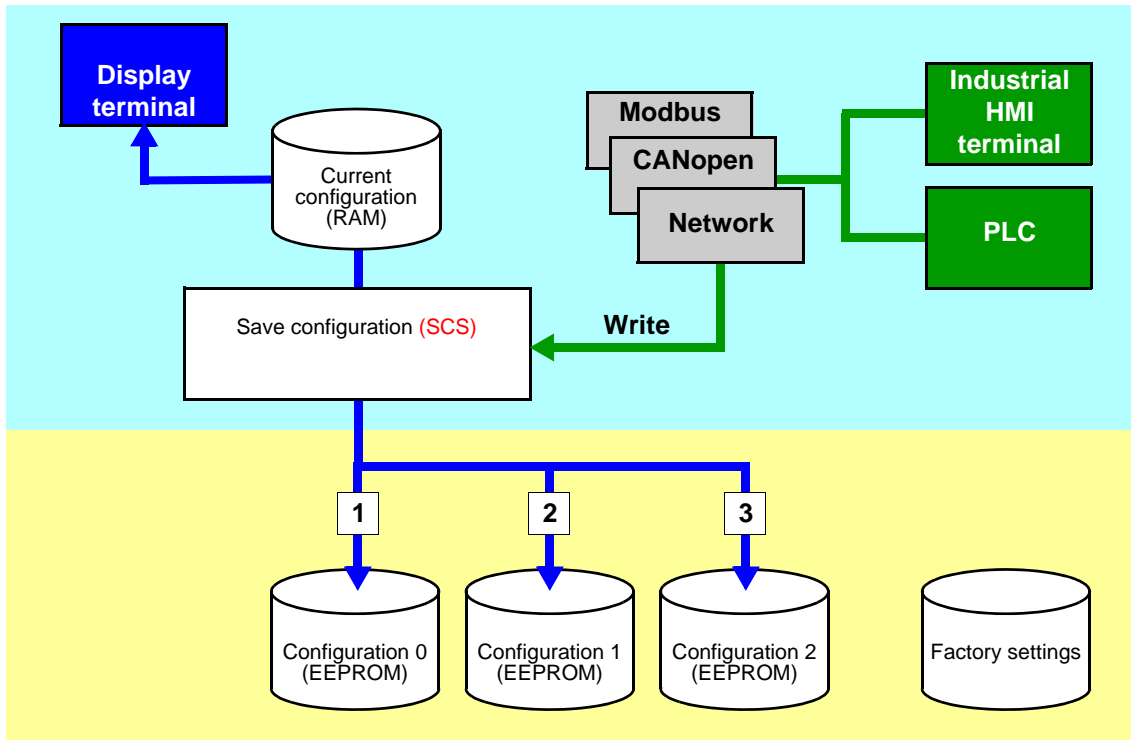 Display
terminal
Current
configuration
(RAM)
Modbus
CANopen
Network
Industrial
HMI
terminal
PLC
Save configuration (SCS)
Write
1
2
3
Configuration 0
(EEPROM)
Configuration 1
(EEPROM)
Configuration 2
(EEPROM)
Factory settings